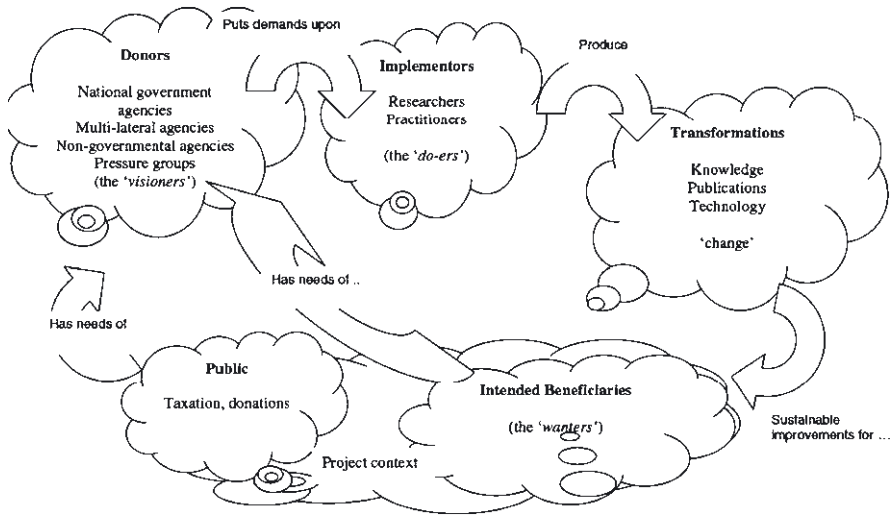 Puts demands upon
Donors
National government
agencies
Multi-lateral agencies
Non-governmental agencies
Pressure groups
(the ‘visioners’)
Implementors
Researchers
Practitioners
(the ‘do-ers’)
Produce
Transformations
Knowledge
Publications
Technology
‘change’
Has needs of ..
Has needs of
Public
Taxation, donations
Project context
Intended Beneficiaries
(the ‘wanters’)
Sustainable
improvements for ...